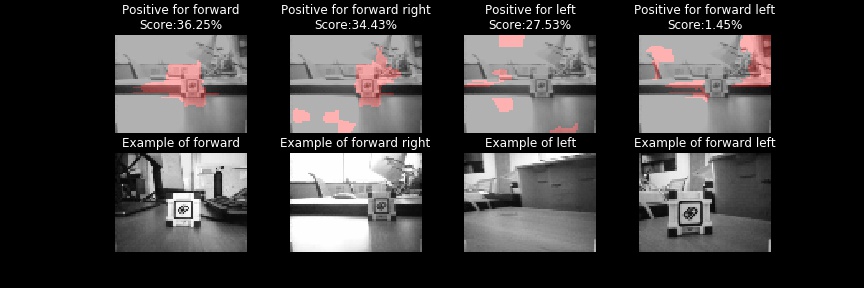 Positive for forward
Score:36.25%
Positive for forward right
Score:34.43%
Positive for left
Score:27.53%
Positive for forward left
Score:1.45%
Example of forward
Example of forward right
Example of left
Example of forward left